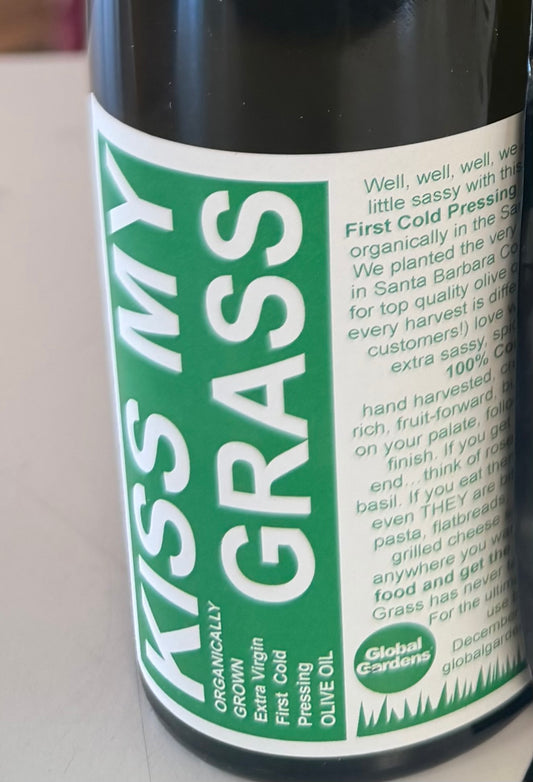 KISS MY
GRASS
ORGANICALLY
GROWN
Extra Virgin
First Cold
Pressing
OLIVE OIL
Well, well, well, we
little sassy with this
First Cold Pressing
organically in the
We planted the very
in Santa Barbara
for top quality olive
every harvest is
customers!) love
extra sassy,
100%
hand harvested,
rich, fruit-forward,
on your palate,
finish. If you get
end... think of
basil. If you eat
even THEY are
pasta, flatbreads,
grilled cheese
anywhere you
food and get the
Grass has never
For the
use
December
Global
Gardens